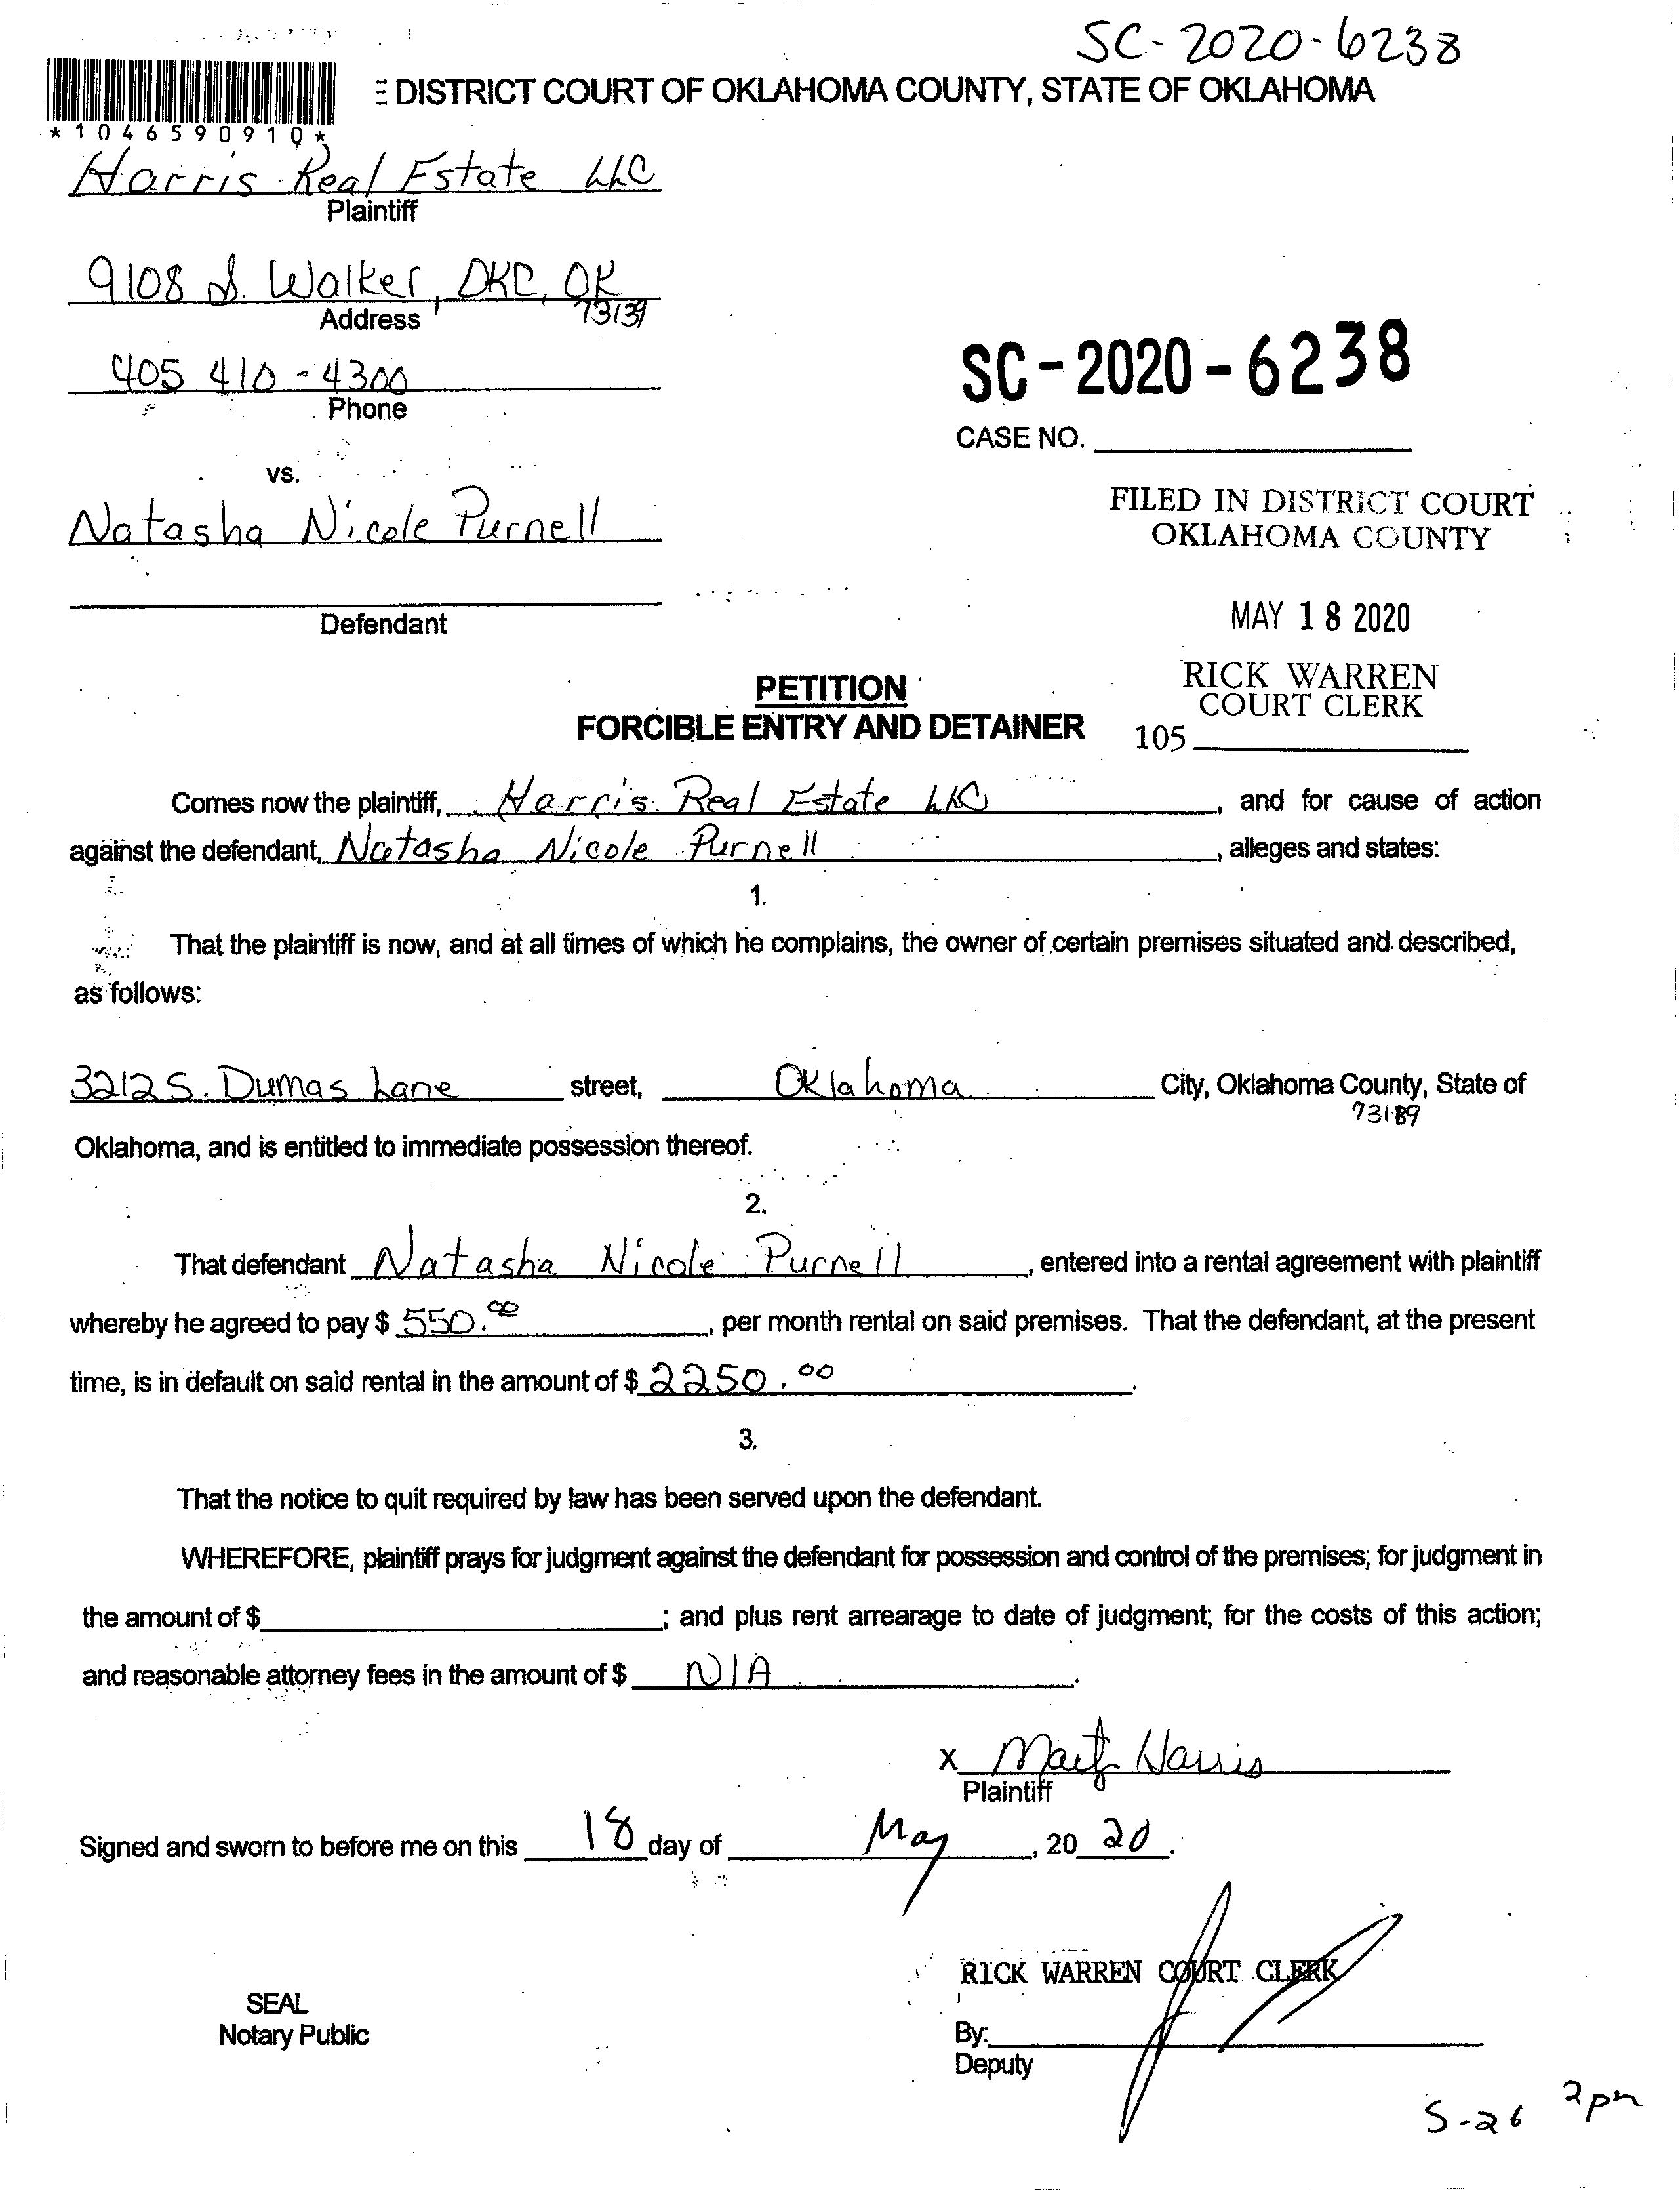 SC-2020-6238
DISTRICT COURT OF OKLAHOMA COUNTY, STATE OF OKLAHOMA
*1046590910*
Harris Real Estate LLC
Plaintiff
9108 S. Walker, OKC, OK
73139
Address
405 410-4300
Phone
SC-2020-6238
CASE NO.
vs.
Natasha Nicole Purnell
FILED IN DISTRICT COURT
OKLAHOMA COUNTY
Defendant
MAY 18 2020
RICK WARREN
COURT CLERK
105
PETITION
FORCIBLE ENTRY AND DETAINER
Comes now the plaintiff, Harris Real Estate LLC, and for cause of action
against the defendant, Natasha Nicole Purnell, alleges and states:
1.
That the plaintiff is now, and at all times of which he complains, the owner of certain premises situated and described,
as follows:
3212 S. Dumas Lane street, Oklahoma City, Oklahoma County, State of
Oklahoma, and is entitled to immediate possession thereof.
2.
That defendant Natasha Nicole Purnell, entered into a rental agreement with plaintiff
whereby he agreed to pay $ 550.00, per month rental on said premises. That the defendant, at the present
time, is in default on said rental in the amount of $ 2250.00.
3.
That the notice to quit required by law has been served upon the defendant.
WHEREFORE, plaintiff prays for judgment against the defendant for possession and control of the premises; for judgment in
the amount of $; and plus rent arrearage to date of judgment; for the costs of this action;
and reasonable attorney fees in the amount of $ N/A.
x Harris
Plaintiff
Signed and sworn to before me on this 18 day of May, 20 20.
RICK WARREN COURT CLERK
SEAL
Notary Public
By:
Deputy
5-26 2pm